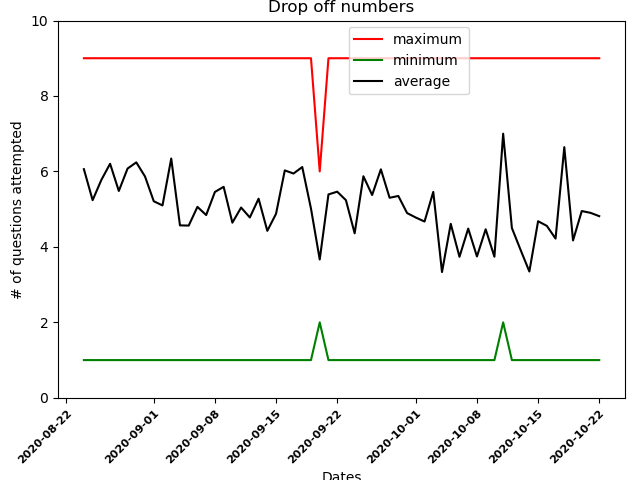 Drop off numbers
maximum
minimum
average
# of questions attempted
10
8
6
4
2
0
2020-08-22
2020-09-01
2020-09-08
2020-09-15
2020-09-22
2020-10-01
2020-10-08
2020-10-15
2020-10-22
Dates